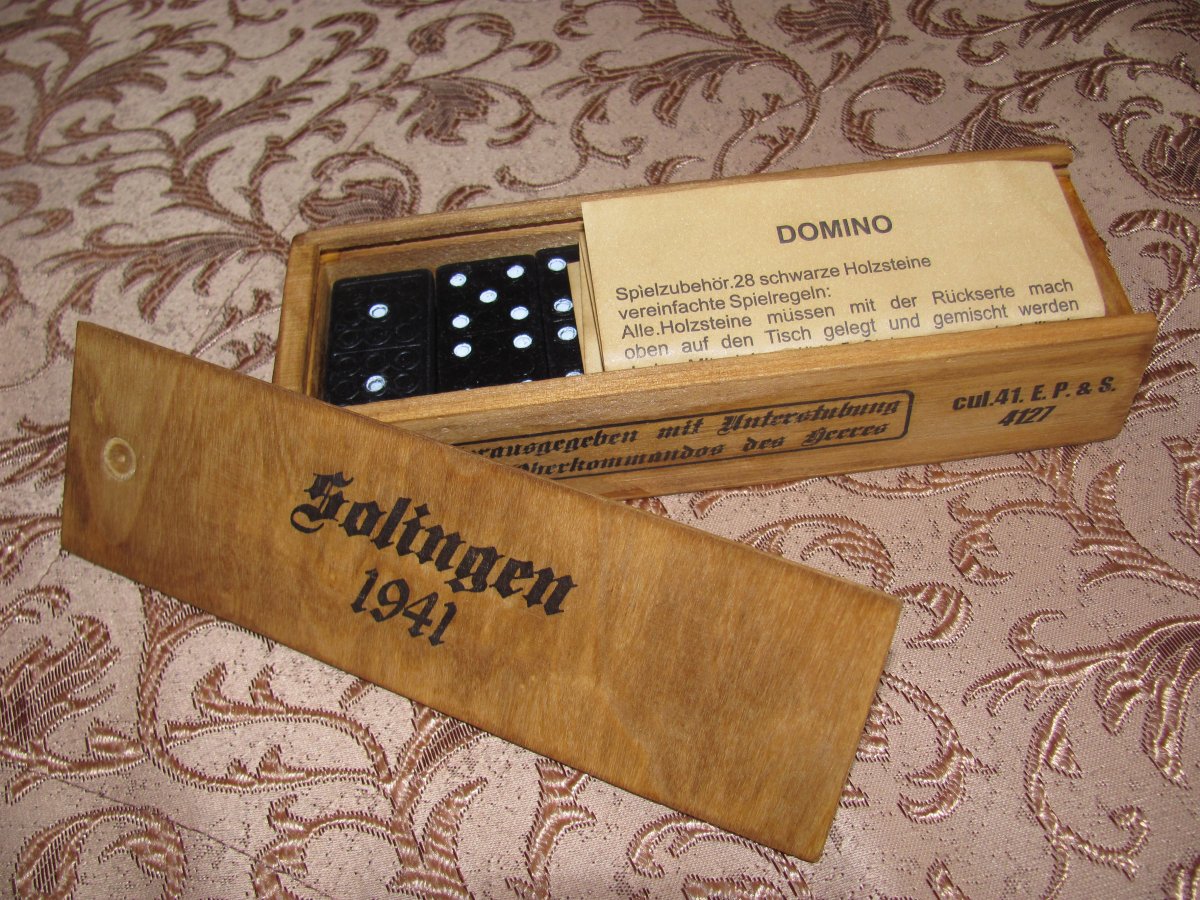 DOMINO
Spielzubehör.28 schwarze Holzsteine
vereinfachte Spielregeln:
Alle.Holzsteine müssen mit der Rückserte mach
oben auf den Tisch gelegt und gemischt werden
mit Unterstubung
des Heeres
cul.41. E. P. & S.
4127
Solingen
1941